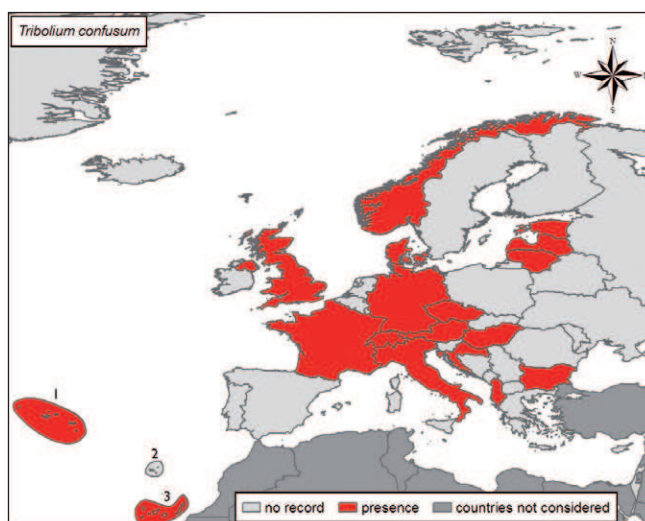 Tribolium confusum
N
W
S
1
2
3
no record presence countries not considered